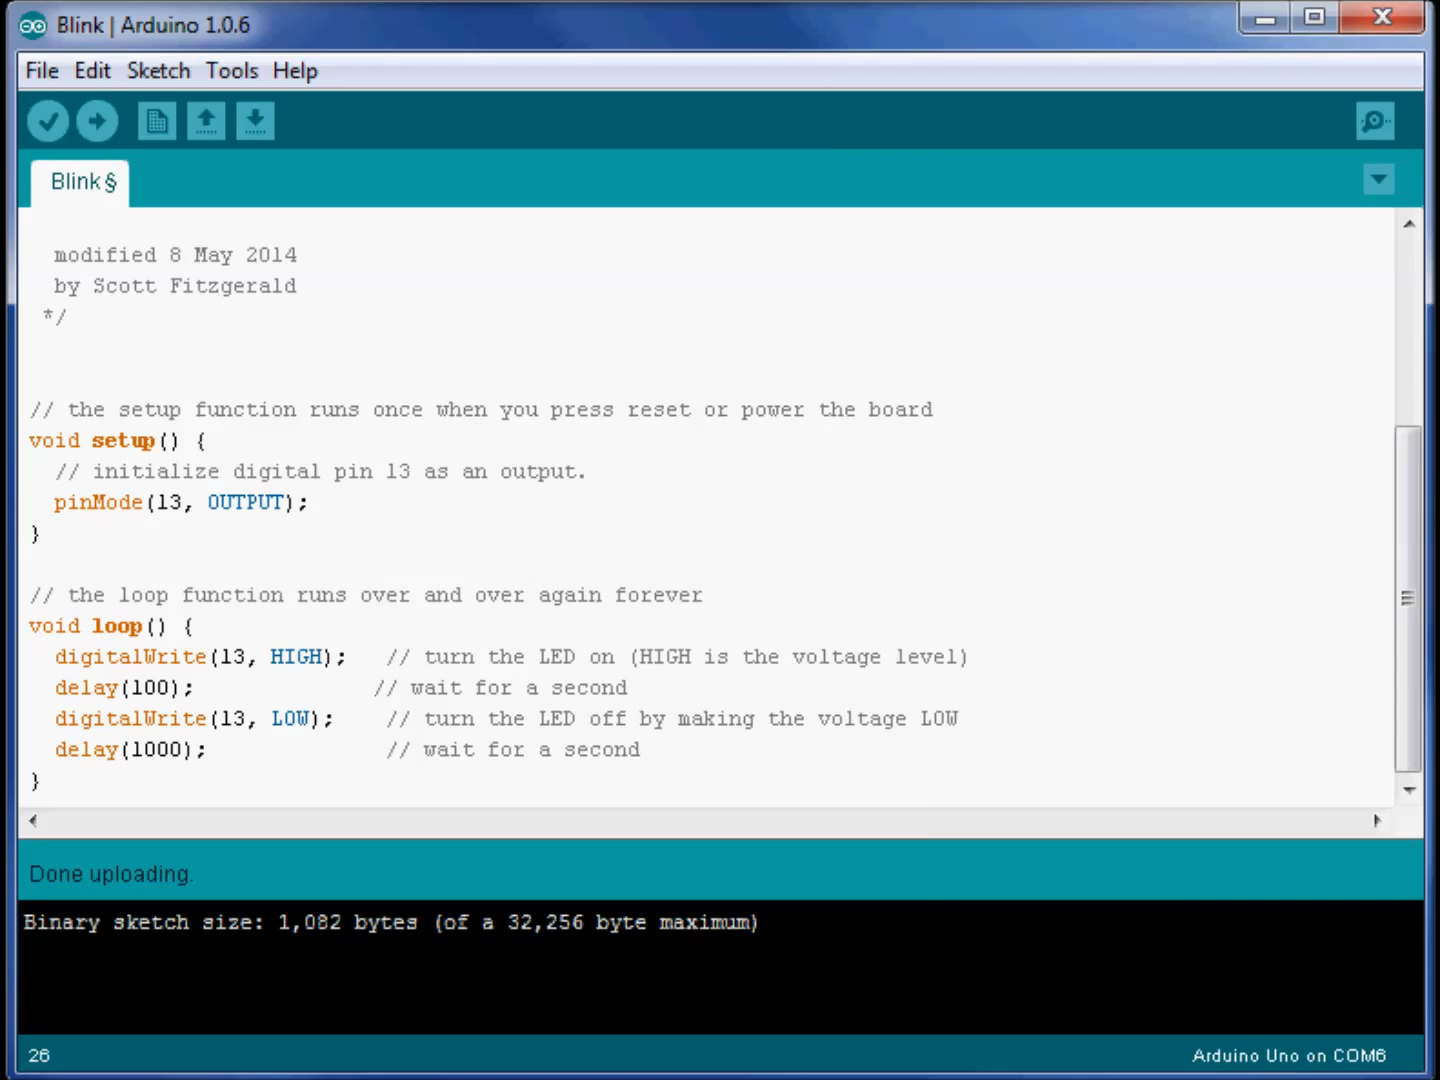 Blink | Arduino 1.0.6
File Edit Sketch Tools Help
Blink§
modified 8 May 2014
by Scott Fitzgerald
*/
// the setup function runs once when you press reset or power the board
void setup() {
// initialize digital pin 13 as an output.
pinMode(13, OUTPUT);
}
// the loop function runs over and over again forever
void loop() {
digitalWrite(13, HIGH); // turn the LED on (HIGH is the voltage level)
delay(100); // wait for a second
digitalWrite(13, LOW); // turn the LED off by making the voltage LOW
delay(1000); // wait for a second
}
Done uploading.
Binary sketch size: 1,082 bytes (of a 32,256 byte maximum)
26
Arduino Uno on COM6